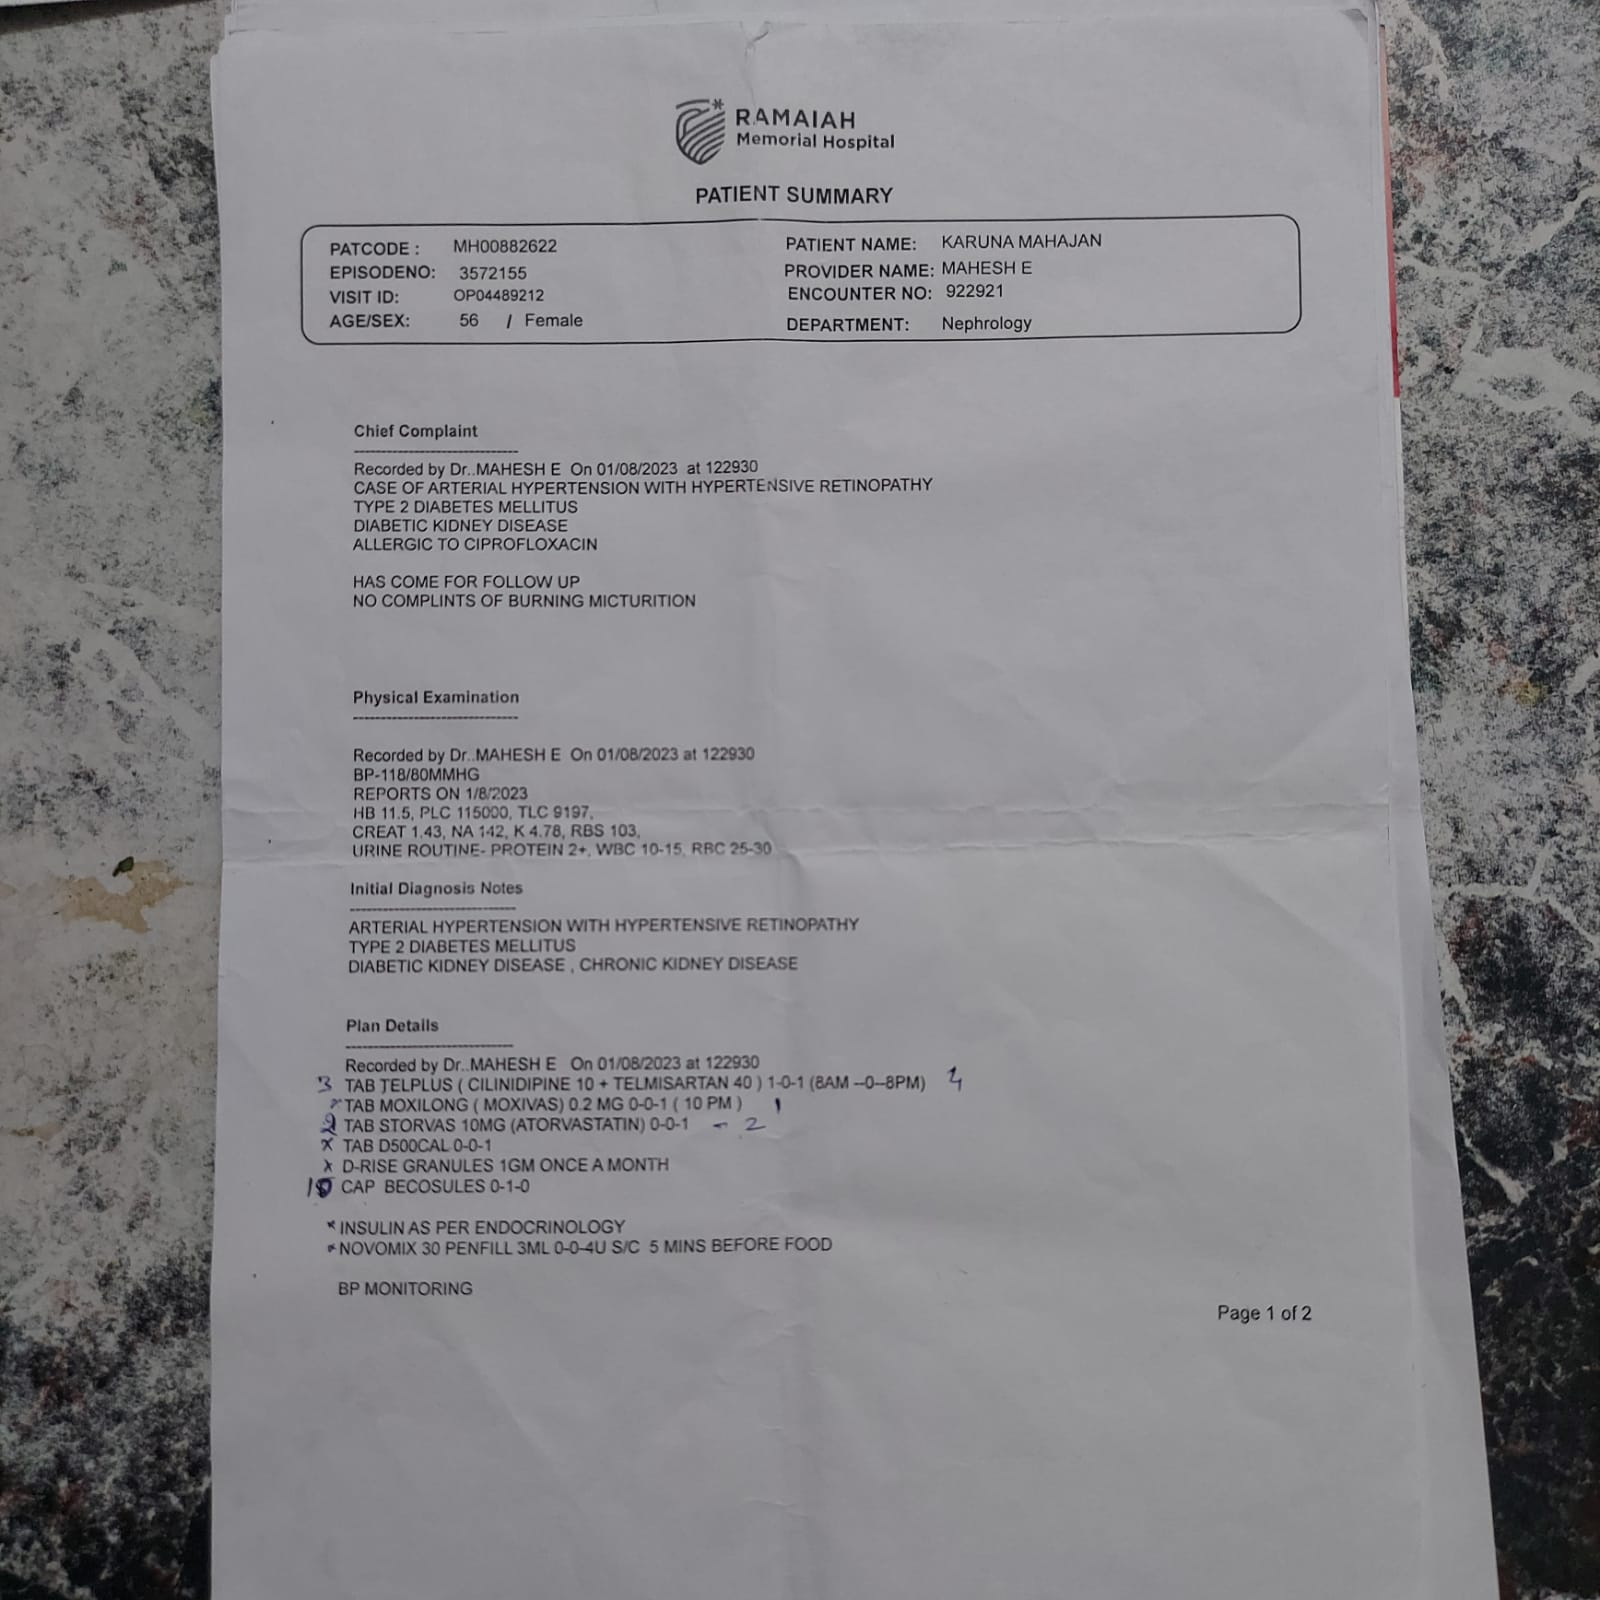 RAMAIAH
Memorial Hospital
PATIENT SUMMARY
PATCODE : MH00882622 PATIENT NAME: KARUNA MAHAJAN
EPISODENO: 3572155 PROVIDER NAME: MAHESH E
VISIT ID: OP04489212 ENCOUNTER NO: 922921
AGE/SEX: 56 / Female DEPARTMENT: Nephrology
Chief Complaint
------------------------------
Recorded by Dr..MAHESH E On 01/08/2023 at 122930
CASE OF ARTERIAL HYPERTENSION WITH HYPERTENSIVE RETINOPATHY
TYPE 2 DIABETES MELLITUS
DIABETIC KIDNEY DISEASE
ALLERGIC TO CIPROFLOXACIN
HAS COME FOR FOLLOW UP
NO COMPLINTS OF BURNING MICTURITION
Physical Examination
------------------------------
Recorded by Dr..MAHESH E On 01/08/2023 at 122930
BP-118/80MMHG
REPORTS ON 1/8/2023
HB 11.5, PLC 115000, TLC 9197,
CREAT 1.43, NA 142, K 4.78, RBS 103,
URINE ROUTINE- PROTEIN 2+, WBC 10-15, RBC 25-30
Initial Diagnosis Notes
------------------------------
ARTERIAL HYPERTENSION WITH HYPERTENSIVE RETINOPATHY
TYPE 2 DIABETES MELLITUS
DIABETIC KIDNEY DISEASE , CHRONIC KIDNEY DISEASE
Plan Details
------------------------------
Recorded by Dr..MAHESH E On 01/08/2023 at 122930
3 TAB TELPLUS ( CILINIDIPINE 10 + TELMISARTAN 40 ) 1-0-1 (8AM --0--8PM)
x TAB MOXILONG ( MOXIVAS) 0.2 MG 0-0-1 ( 10 PM ) 1
2 TAB STORVAS 10MG (ATORVASTATIN) 0-0-1 - 2
x TAB D500CAL 0-0-1
x D-RISE GRANULES 1GM ONCE A MONTH
CAP BECOSULES 0-1-0
* INSULIN AS PER ENDOCRINOLOGY
* NOVOMIX 30 PENFILL 3ML 0-0-4U S/C 5 MINS BEFORE FOOD
BP MONITORING
Page 1 of 2